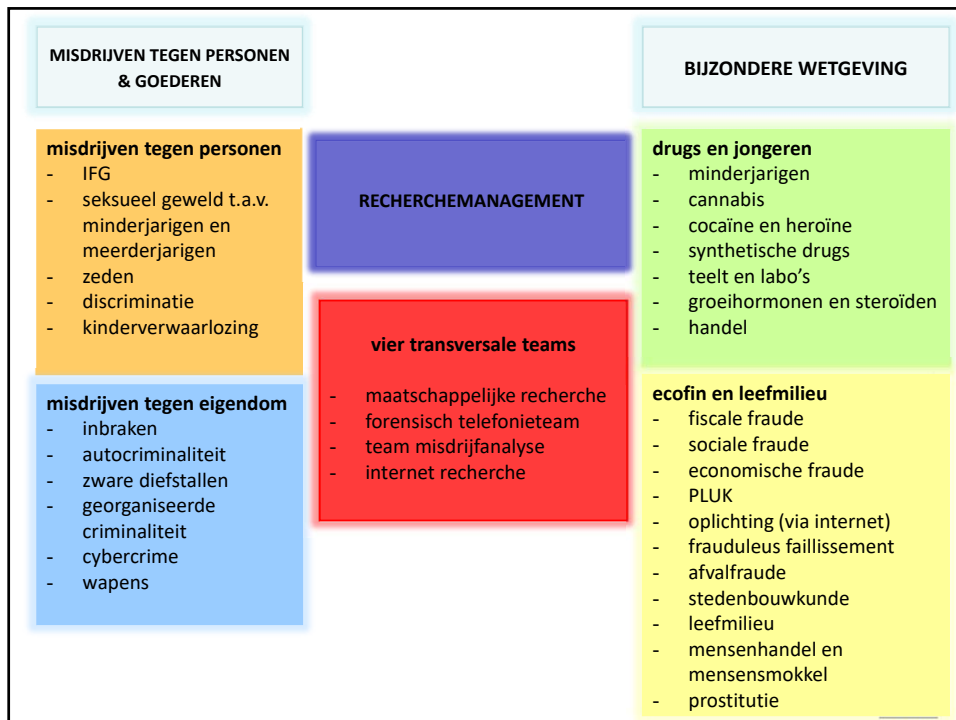 MISDRIJVEN TEGEN PERSONEN
& GOEDEREN
misdrijven tegen personen
- IFG
- seksueel geweld t.a.v.
minderjarigen en
meerderjarigen
- zeden
- discriminatie
- kinderverwaarlozing
misdrijven tegen eigendom
- inbraken
- autocriminaliteit
- zware diefstallen
- georganiseerde
criminaliteit
- cybercrime
- wapens
RECHERCHEMANAGEMENT
vier transversale teams
- maatschappelijke recherche
- forensisch telefonieteam
- team misdrijfanalyse
- internet recherche
BIJZONDERE WETGEVING
drugs en jongeren
- minderjarigen
- cannabis
- cocaïne en heroïne
- synthetische drugs
- teelt en labo’s
- groeihormonen en steroïden
- handel
ecofin en leefmilieu
- fiscale fraude
- sociale fraude
- economische fraude
- PLUK
- oplichting (via internet)
- frauduleus faillissement
- afvalfraude
- stedenbouwkunde
- leefmilieu
- mensenhandel en
mensensmokkel
- prostitutie